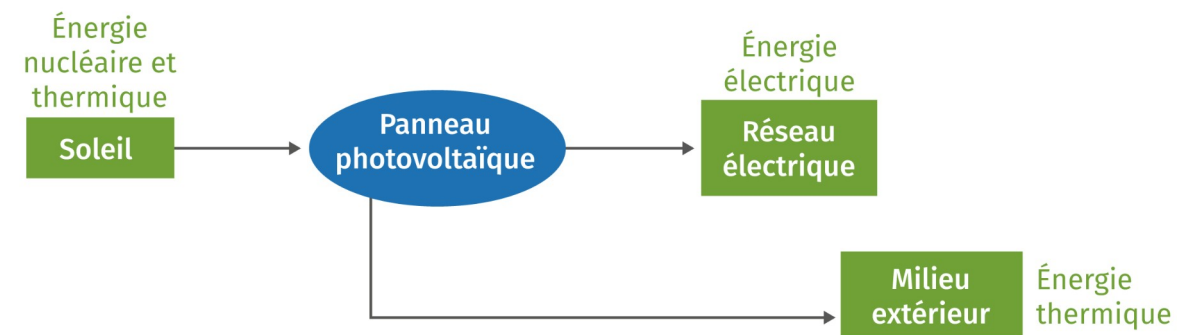 Énergie
nucléaire et
thermique
Soleil
Panneau
photovoltaïque
Énergie
électrique
Réseau
électrique
Milieu
extérieur
Énergie
thermique